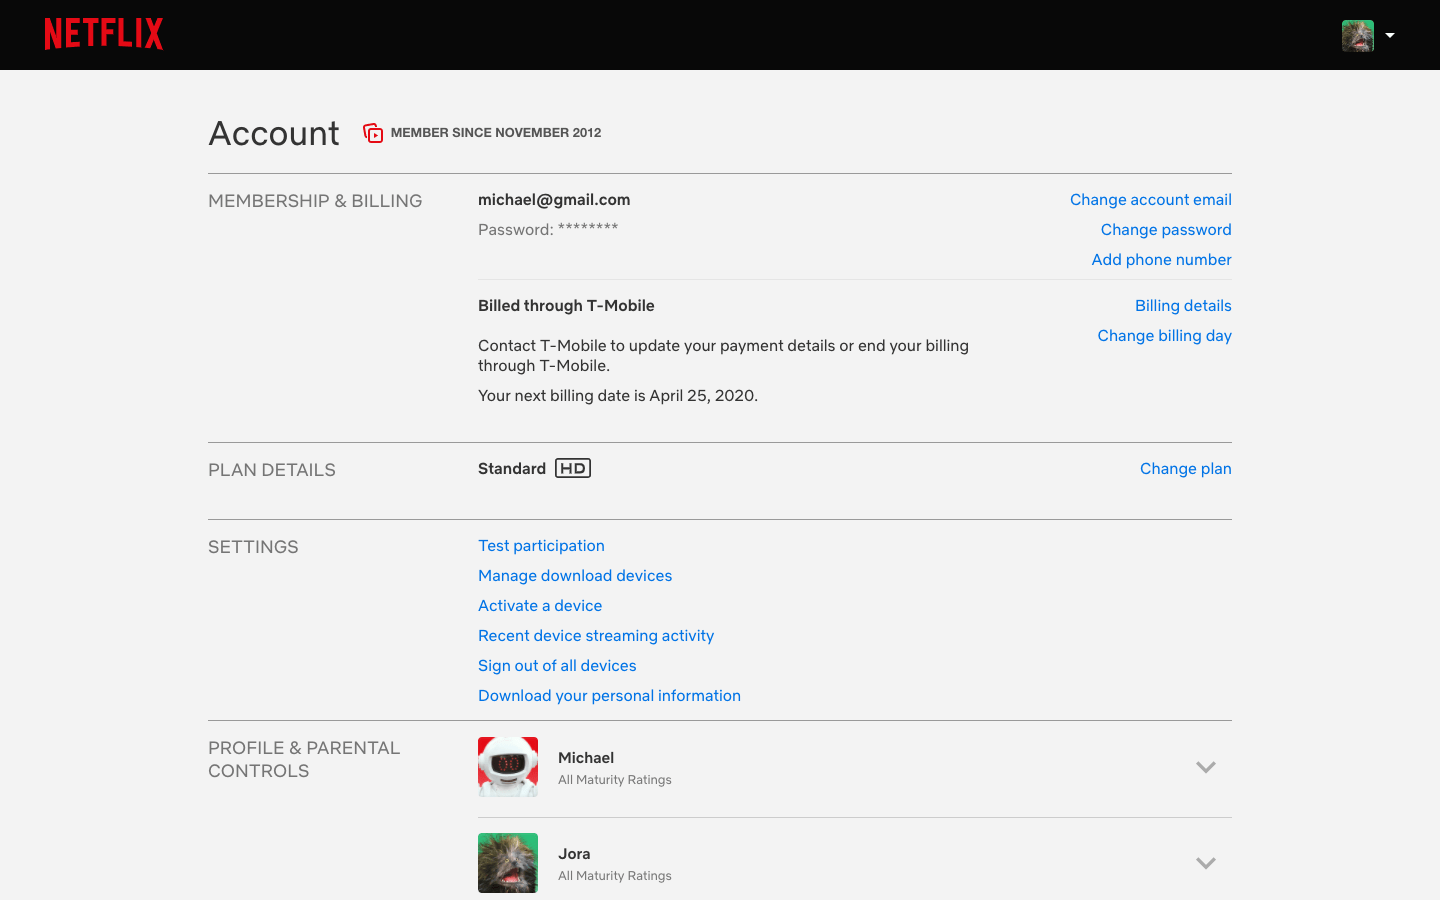 NETFLIX
Account
MEMBER SINCE NOVEMBER 2012
MEMBERSHIP & BILLING
michael@gmail.com
Change account email
Password: ********
Change password
Add phone number
Billed through T-Mobile
Billing details
Change billing day
Contact T-Mobile to update your payment details or end your billing
through T-Mobile.
Your next billing date is April 25, 2020.
PLAN DETAILS
Standard HD
Change plan
SETTINGS
Test participation
Manage download devices
Activate a device
Recent device streaming activity
Sign out of all devices
Download your personal information
PROFILE & PARENTAL
CONTROLS
Michael
All Maturity Ratings
Jora
All Maturity Ratings